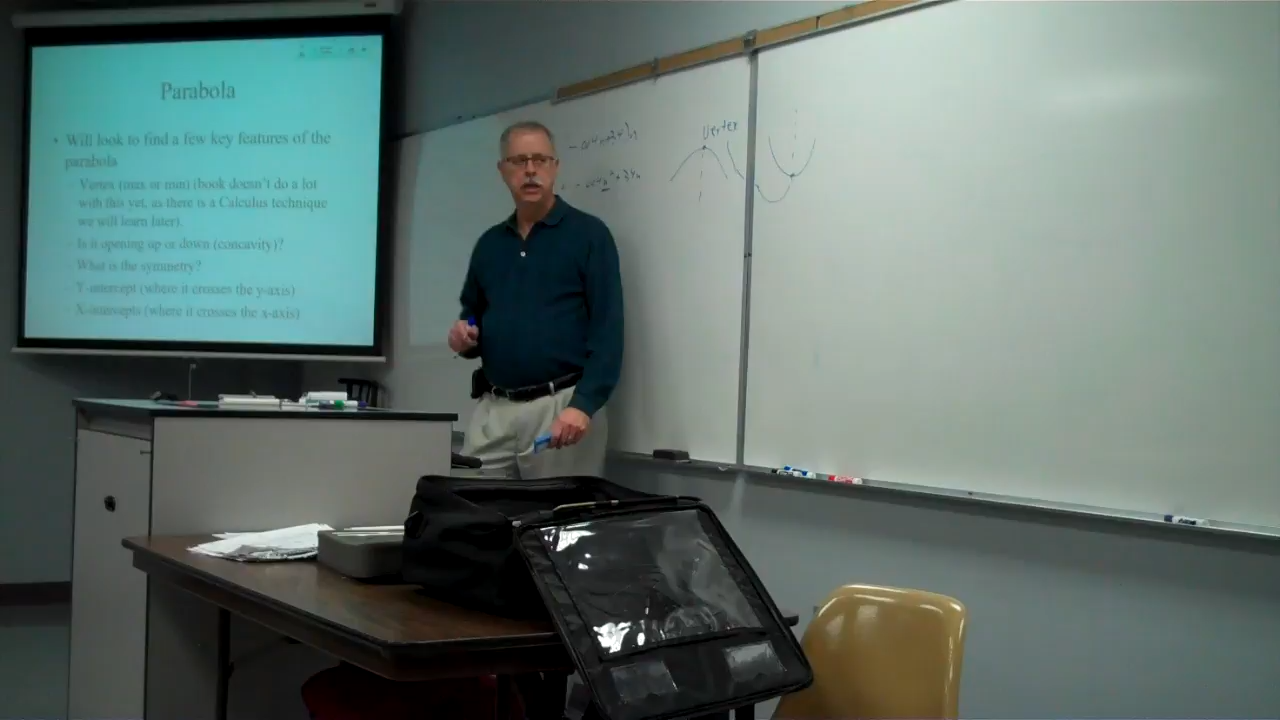 Parabola
• Will look to find a few key features of the
parabola
– Vertex (max or min) (book doesn't do a lot
with this yet, as there is a Calculus technique
we will learn later).
– Is it opening up or down (concavity)?
– What is the symmetry?
– Y-intercept (where it crosses the y-axis)
– X-intercepts (where it crosses the x-axis)
Vertex